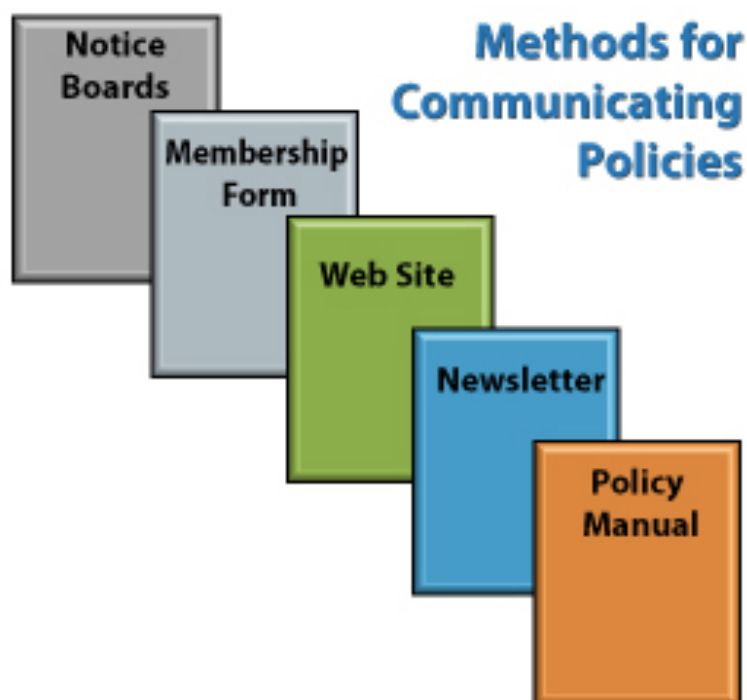 Methods for
Communicating
Policies
Notice
Boards
Membership
Form
Web Site
Newsletter
Policy
Manual